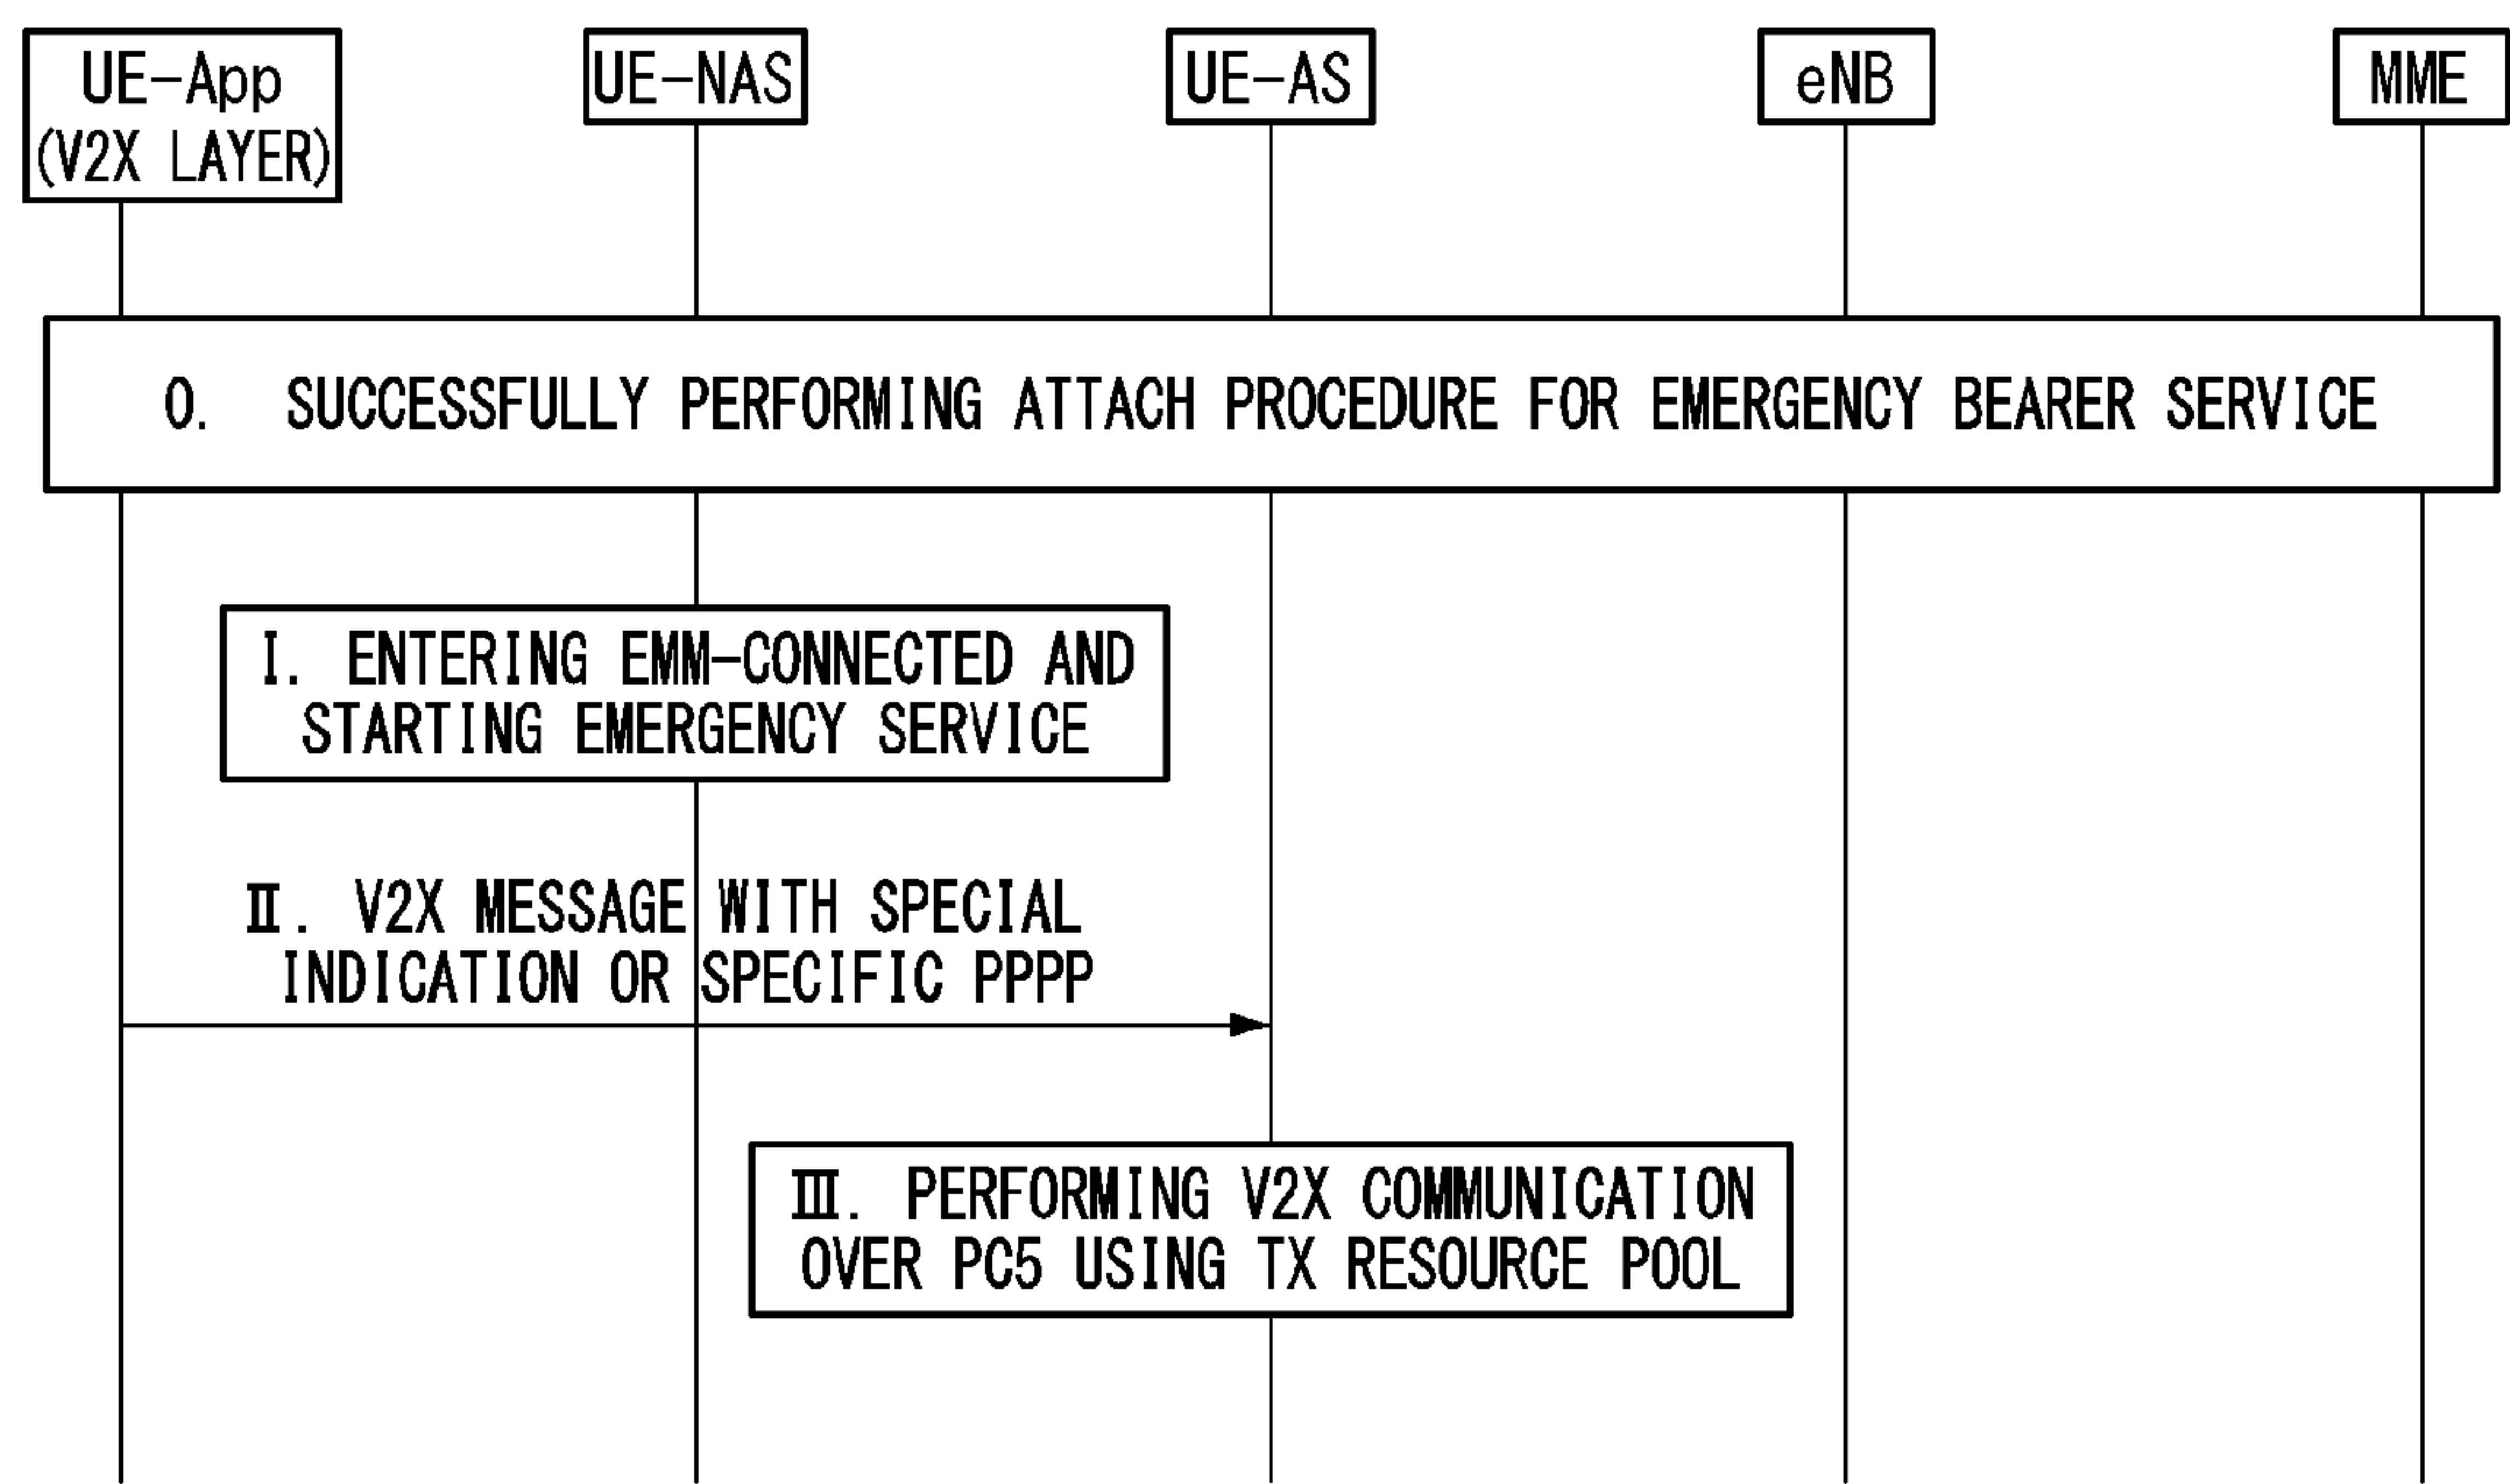 UE-App
(V2X LAYER)
UE-NAS
UE-AS
eNB
MME
0. SUCCESSFULLY PERFORMING ATTACH PROCEDURE FOR EMERGENCY BEARER SERVICE
I. ENTERING EMM-CONNECTED AND
STARTING EMERGENCY SERVICE
II. V2X MESSAGE WITH SPECIAL
INDICATION OR SPECIFIC PPPP
III. PERFORMING V2X COMMUNICATION
OVER PC5 USING TX RESOURCE POOL